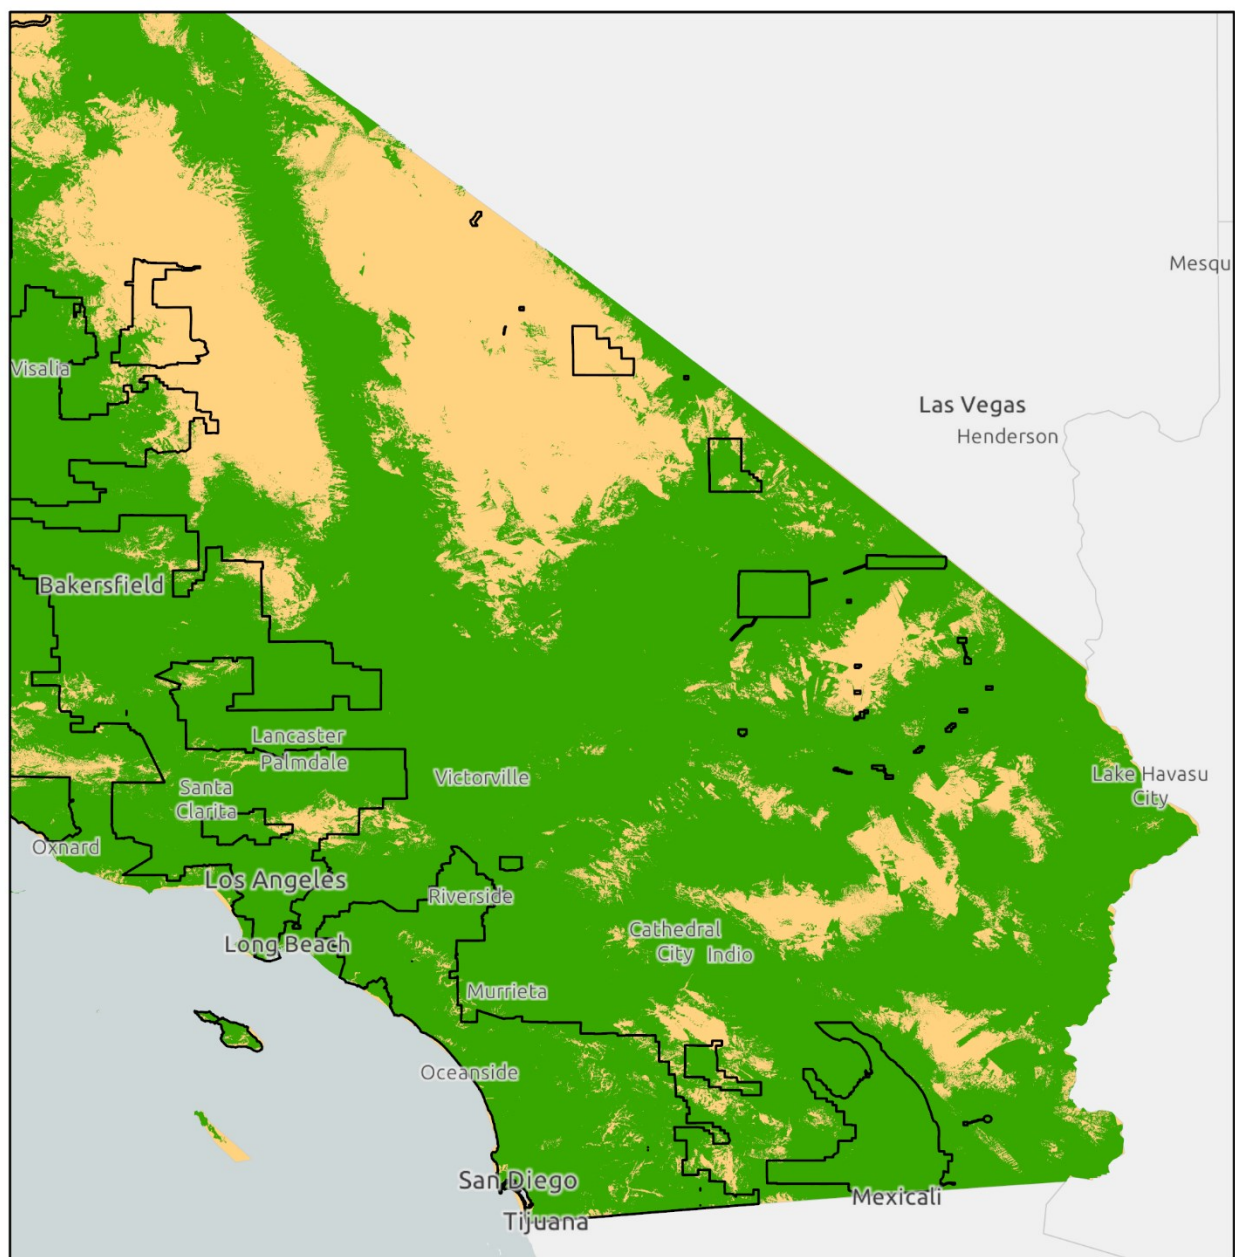 Mesqu
Visalia
Las Vegas
Henderson
Bakersfield
Lancaster
Palmdale
Victorville
Santa
Clarita
Lake Havasu
City
Oxnard
Los Angeles
Riverside
Cathedral
City
Indio
Long Beach
Murrieta
Oceanside
San Diego
Mexicali
Tijuana